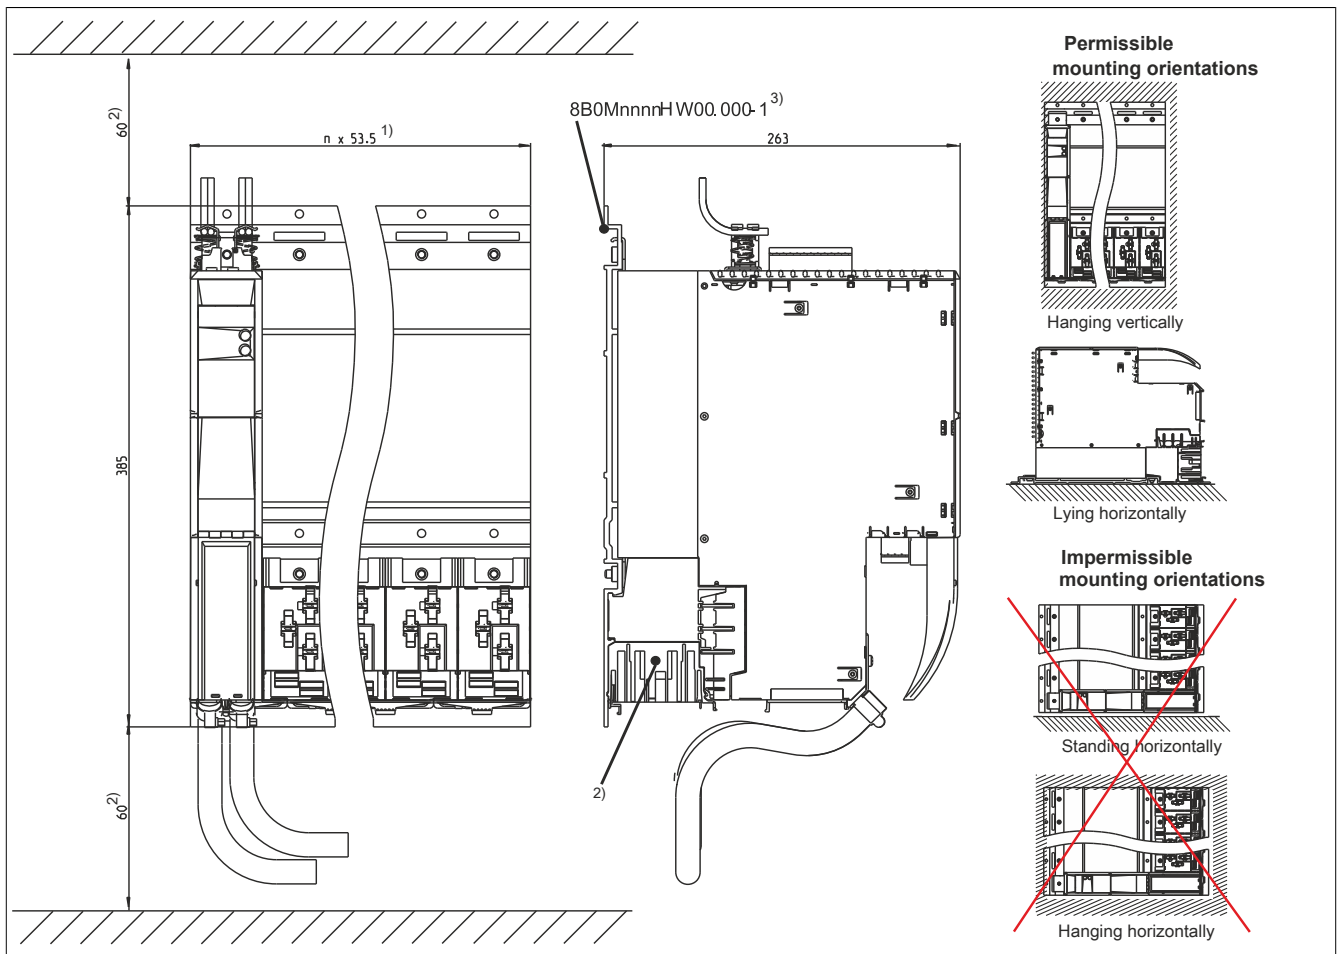 60 2)
n x 53.5 1)
385
60 2)
8B0MnnnnHW00.000-1 3)
263
2)
Permissible
mounting orientations
Hanging vertically
Lying horizontally
Impermissible
mounting orientations
Standing horizontally
Hanging horizontally